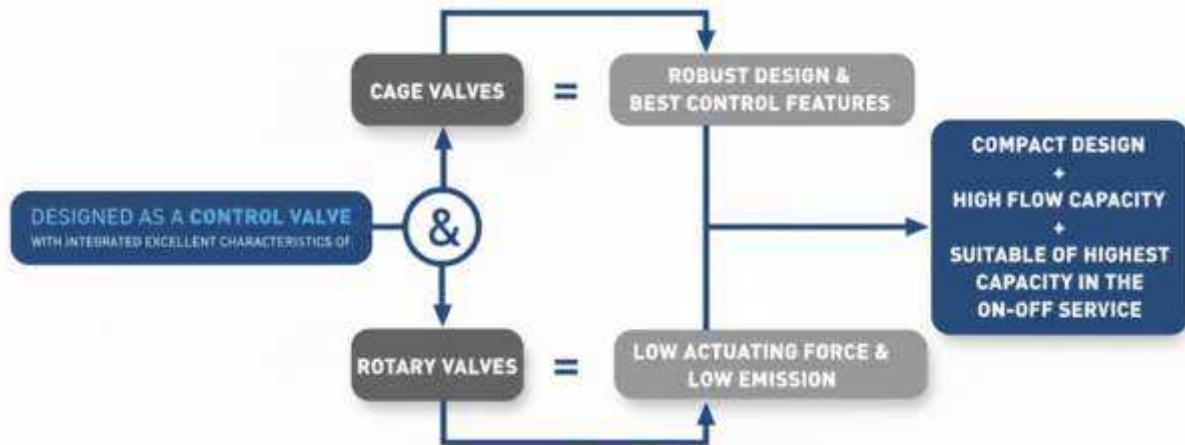 CAGE VALVES
=
ROBUST DESIGN &
BEST CONTROL FEATURES
DESIGNED AS A CONTROL VALVE
WITH INTEGRATED EXCELLENT CHARACTERISTICS OF
&
COMPACT DESIGN
+
HIGH FLOW CAPACITY
+
SUITABLE OF HIGHEST
CAPACITY IN THE
ON-OFF SERVICE
ROTARY VALVES
=
LOW ACTUATING FORCE &
LOW EMISSION